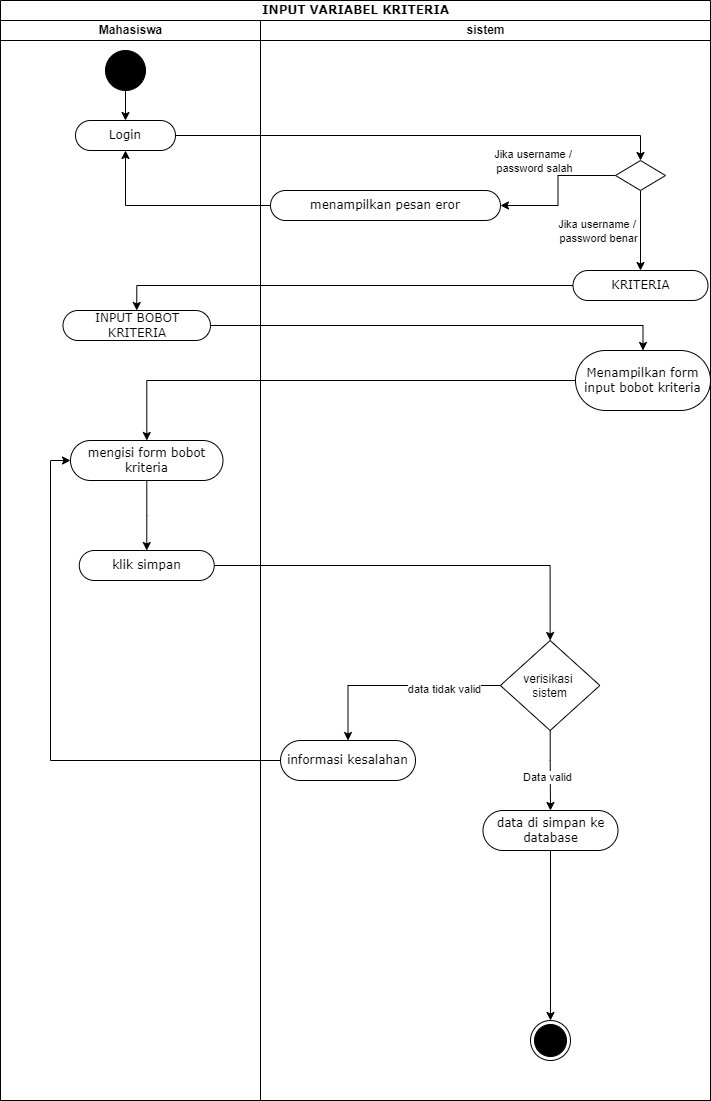 INPUT VARIABEL KRITERIA
Mahasiswa
sistem
Login
Jika username /
password salah
menampilkan pesan eror
Jika username /
password benar
KRITERIA
INPUT BOBOT
KRITERIA
Menampilkan form
input bobot kriteria
mengisi form bobot
kriteria
klik simpan
verisikasi
sistem
data tidak valid
informasi kesalahan
Data valid
data di simpan ke
database